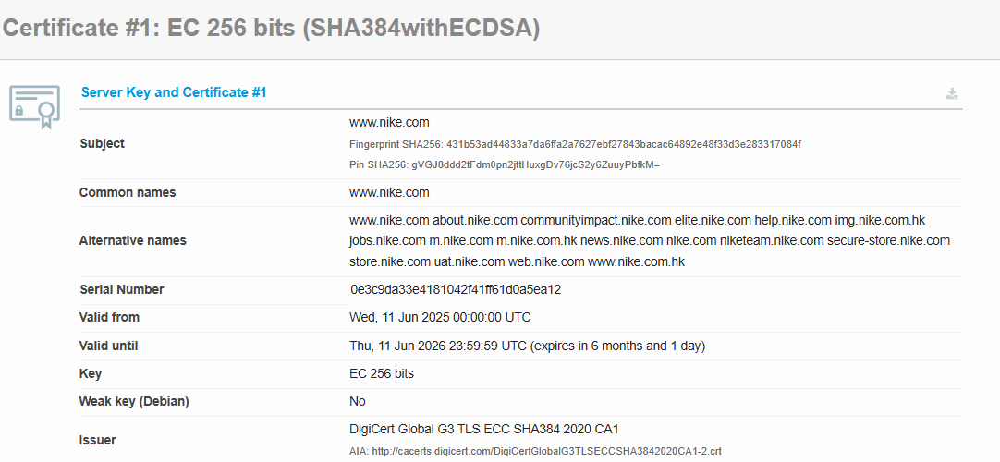 Certificate #1: EC 256 bits (SHA384withECDSA)
Server Key and Certificate #1
Subject
www.nike.com
Fingerprint SHA256: 431b53ad44833a7da6ffa2a7627ebf27843bacac64892e48f33d3e283317084f
Pin SHA256: gVGJ8ddd2tFdm0pn2jttHuxgDv76jcS2y6ZuuyPbfkM=
Common names www.nike.com
Alternative names
www.nike.com about.nike.com communityimpact.nike.com elite.nike.com help.nike.com img.nike.com.hk
jobs.nike.com m.nike.com m.nike.com.hk news.nike.com nike.com niketeam.nike.com secure-store.nike.com
store.nike.com uat.nike.com web.nike.com www.nike.com.hk
Serial Number 0e3c9da33e4181042f41ff61d0a5ea12
Valid from Wed, 11 Jun 2025 00:00:00 UTC
Valid until Thu, 11 Jun 2026 23:59:59 UTC (expires in 6 months and 1 day)
Key EC 256 bits
Weak key (Debian) No
Issuer
DigiCert Global G3 TLS ECC SHA384 2020 CA1
AIA: http://cacerts.digicert.com/DigiCertGlobalG3TLSECCSHA3842020CA1-2.crt